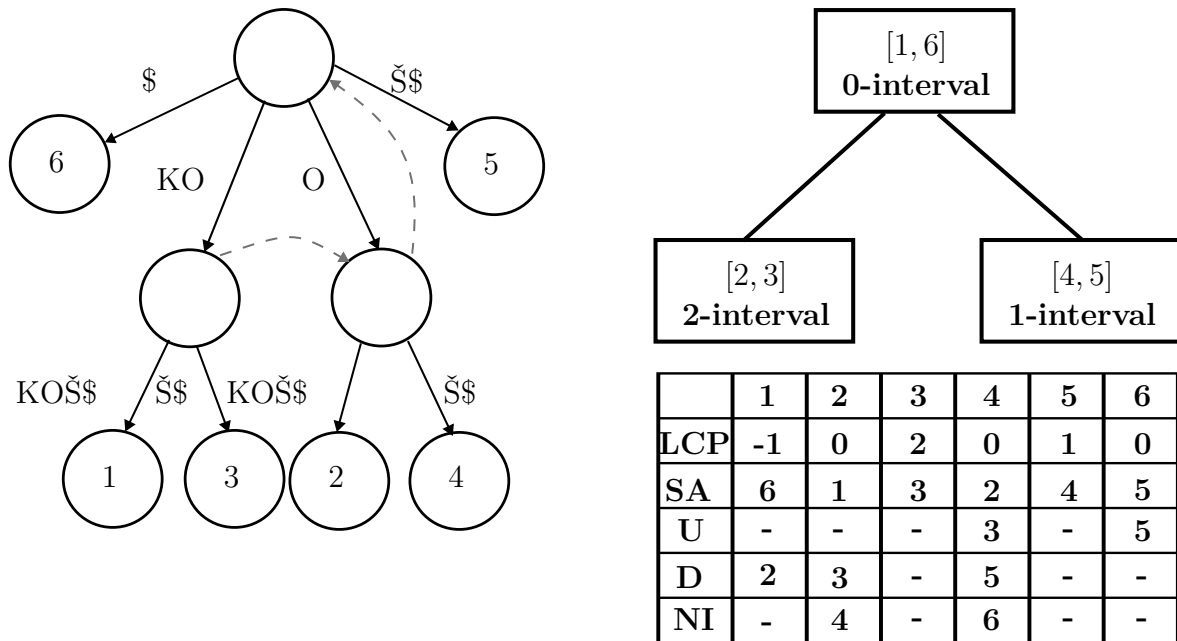 $
Š$
6
5
KO
O
KOŠ$
Š$
KOŠ$
Š$
1
3
2
4
[1, 6]
0-interval
[2, 3]
2-interval
[4, 5]
1-interval
1 2 3 4 5 6
LCP -1 0 2 0 1 0
SA 6 1 3 2 4 5
U - - - 3 - 5
D 2 3 - 5 - -
NI - 4 - 6 - -